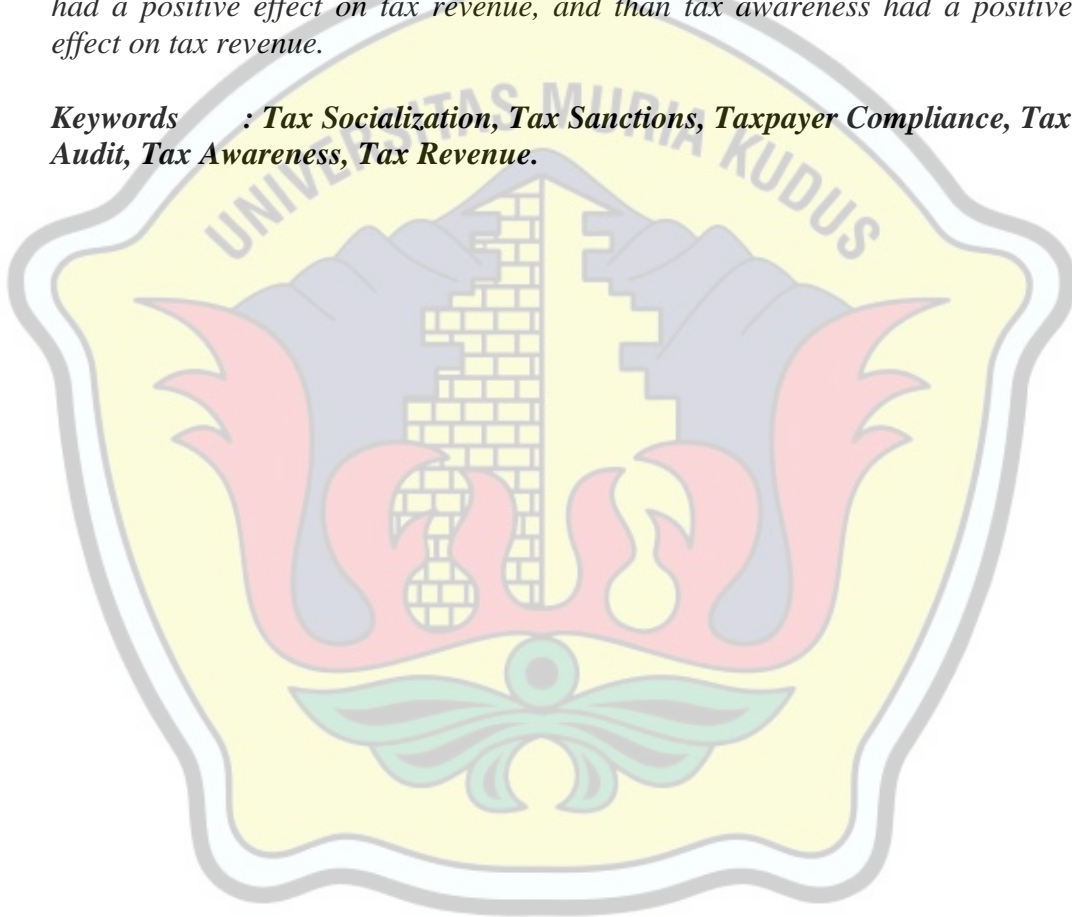 had a positive effect on tax revenue, and than tax awareness had a positive
effect on tax revenue.
Keywords : Tax Socialization, Tax Sanctions, Taxpayer Compliance, Tax
Audit, Tax Awareness, Tax Revenue.
UNIVERSITAS MURIA KUDUS